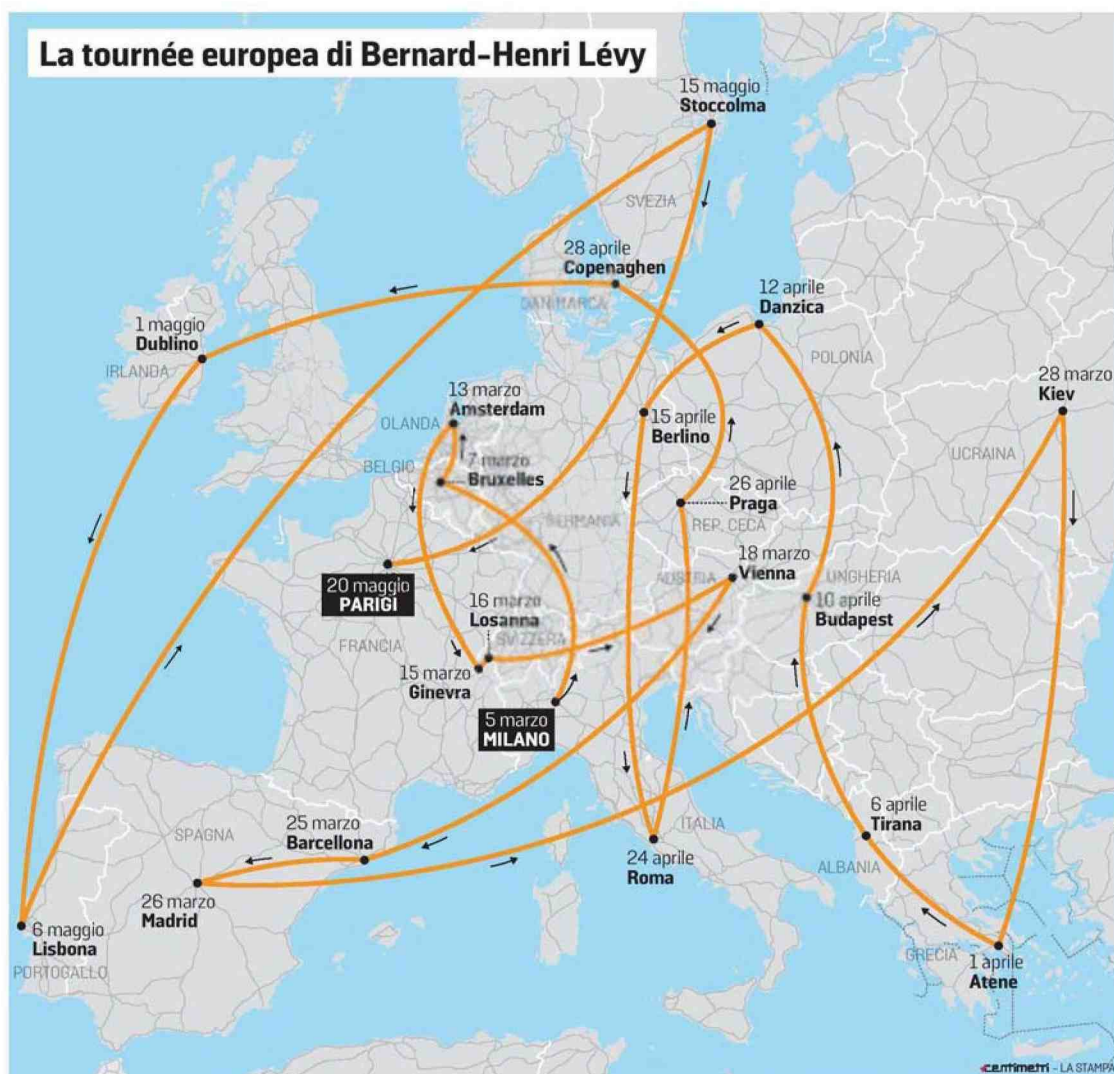 La tournée europea di Bernard-Henri Lévy
15 maggio
Stoccolma
SVEZIA
28 aprile
Copenaghen
DANIMARCA
12 aprile
Danzica
1 maggio
Dublino
IRLANDA
POLONIA
28 marzo
Kiev
13 marzo
Amsterdam
OLANDA
15 aprile
Berlino
UCRAINA
BELGIO
7 marzo
Bruxelles
26 aprile
Praga
GERMANIA
REP. CECA
18 marzo
Vienna
20 maggio
PARIGI
AUSTRIA
UNGHERIA
10 aprile
Budapest
16 marzo
Losanna
FRANCIA
SVIZZERA
15 marzo
Ginevra
5 marzo
MILANO
6 aprile
Tirana
ITALIA
SPAGNA
25 marzo
Barcellona
24 aprile
Roma
ALBANIA
26 marzo
Madrid
6 maggio
Lisbona
PORTOGALLO
GRECIA
1 aprile
Atene
centimetri - LA STAMPA